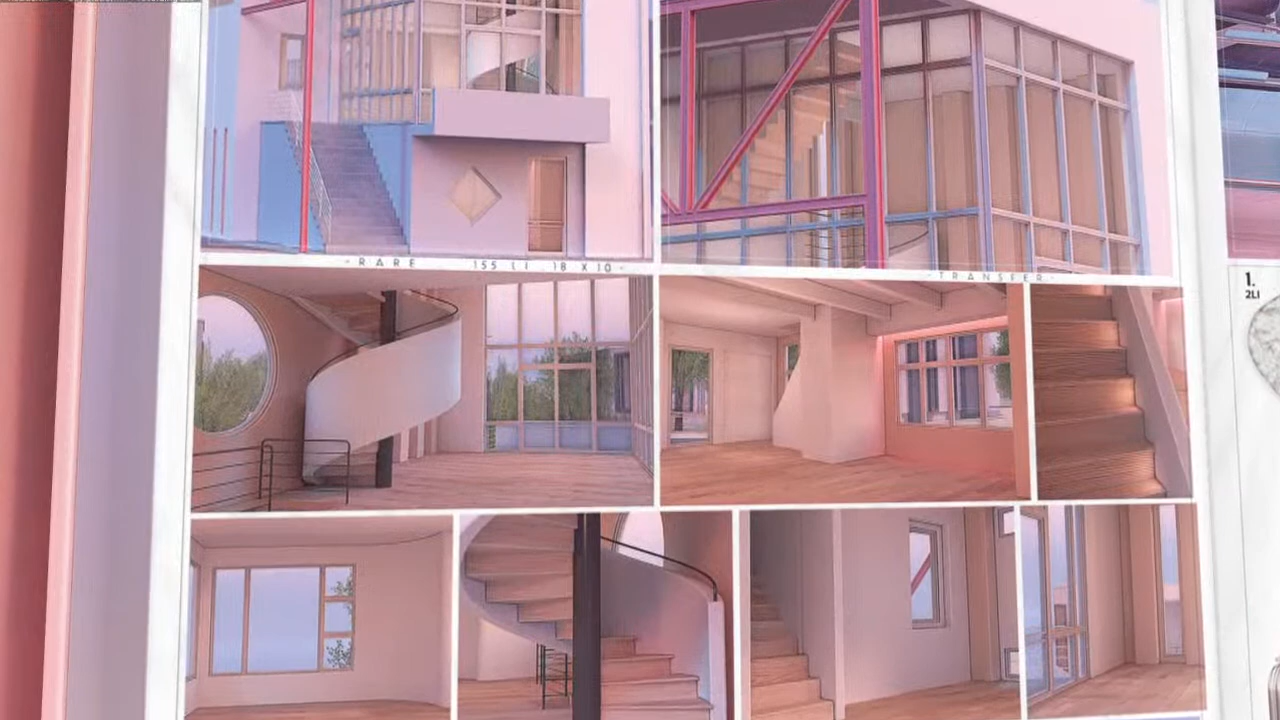 - RARE 155 LI . 18 X 10 -
- TRANSFER -
1.
2LI